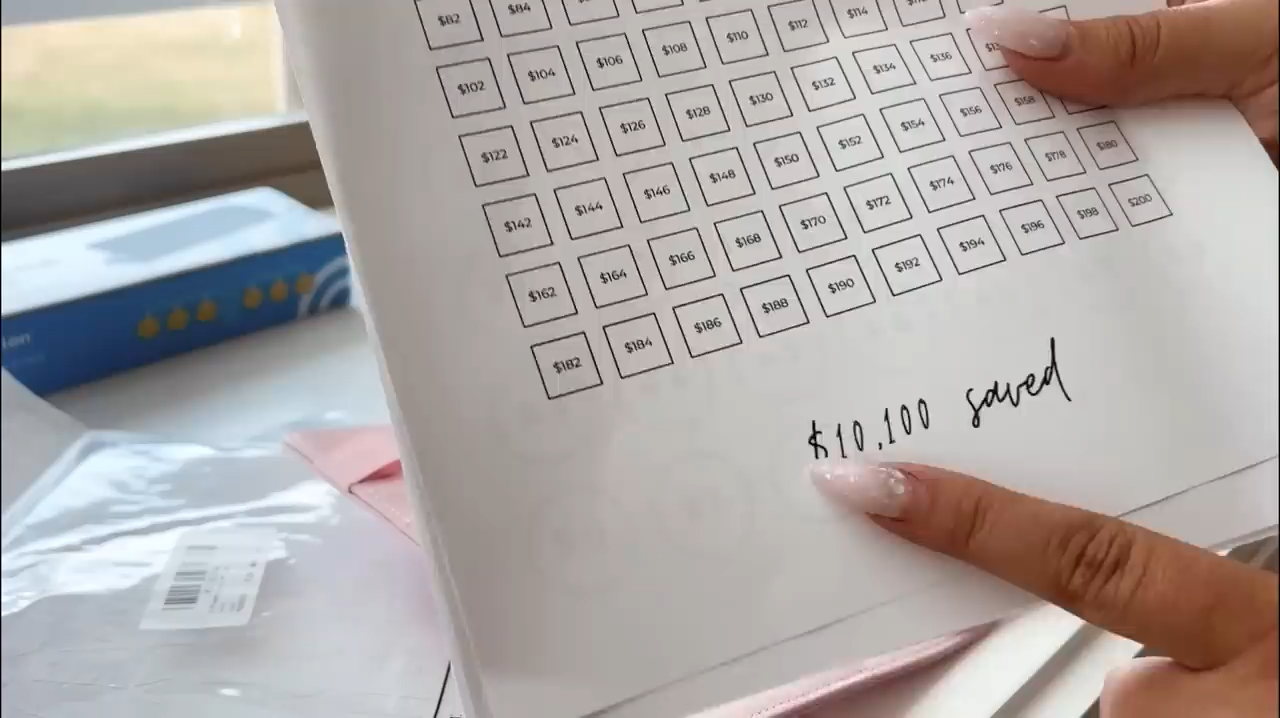 $82 $84 $110 $112 $114
$102 $104 $106 $108
$122 $124 $126 $128 $130 $132 $134 $136
$142 $144 $146 $148 $150 $152 $154 $156 $158
$162 $164 $166 $168 $170 $172 $174 $176 $178 $180
$182 $184 $186 $188 $190 $192 $194 $196 $198 $200
$10,100 saved